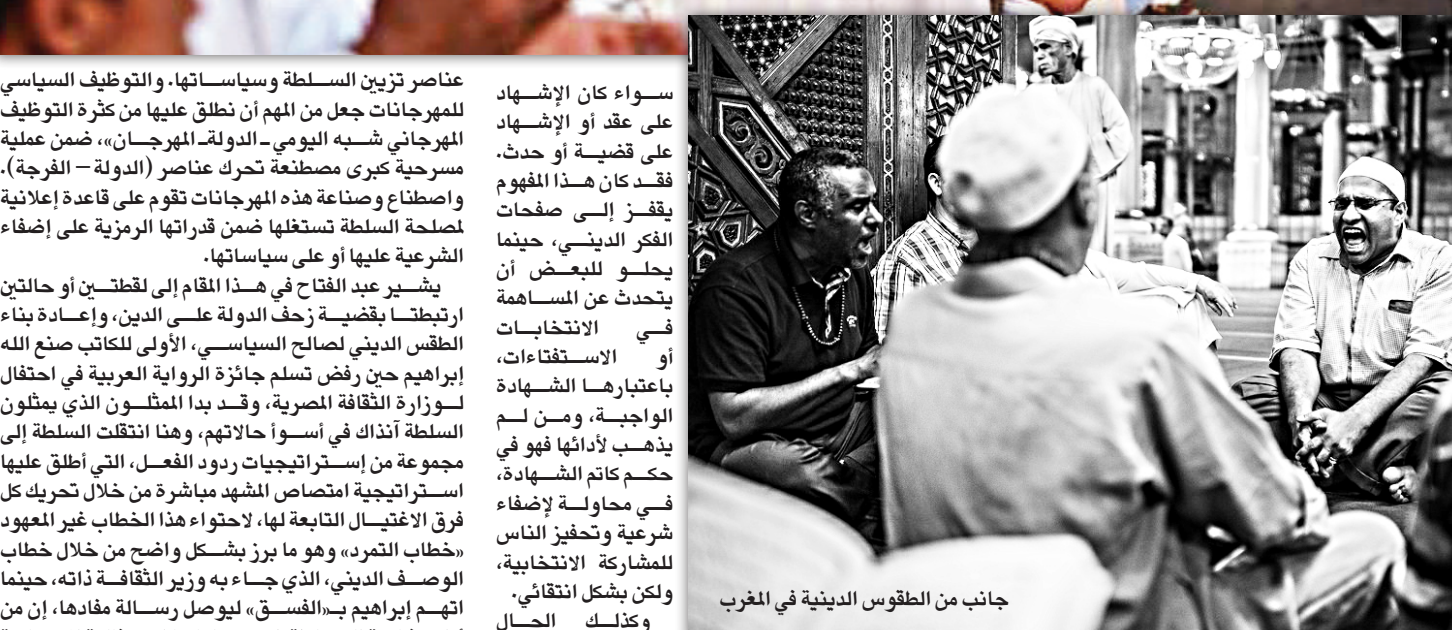 سواء كان الإشهاد
على عقد أو الإشهاد
على قضية أو حدث.
فقد كان هذا المفهوم
يقفز إلى صفحات
الفكر الديني، حينما
يحلو للبعض أن
يتحدث عن المساهمة
في الانتخابات
أو الاستفتاءات،
باعتبارها الشهادة
الواجبة، ومن لم
يذهب لأدائها فهو في
حكم كاتم الشهادة،
في محاولة لإضفاء
شرعية وتحفيز الناس
للمشاركة الانتخابية،
ولكن بشكل انتقائي.
وكذلك الحال
عناصر تزيين السلطة وسياساتها. والتوظيف السياسي
للمهرجانات جعل من المهم أن نطلق عليها من كثرة التوظيف
المهرجاني شبه اليومي ـ الدولةـ المهرجان»، ضمن عملية
مسرحية كبرى مصطنعة تحرك عناصر (الدولة – الفرجة).
واصطناع وصناعة هذه المهرجانات تقوم على قاعدة إعلانية
لمصلحة السلطة تستغلها ضمن قدراتها الرمزية على إضفاء
الشرعية عليها أو على سياساتها.
يشير عبد الفتاح في هذا المقام إلى لقطتين أو حالتين
ارتبطتا بقضية زحف الدولة على الدين، وإعادة بناء
الطقس الديني لصالح السياسي، الأولى للكاتب صنع الله
إبراهيم حين رفض تسلم جائزة الرواية العربية في احتفال
لوزارة الثقافة المصرية، وقد بدا الممثلون الذي يمثلون
السلطة آنذاك في أسوأ حالاتهم، وهنا انتقلت السلطة إلى
مجموعة من إستراتيجيات ردود الفعل، التي أطلق عليها
استراتيجية امتصاص المشهد مباشرة من خلال تحريك كل
فرق الاغتيال التابعة لها، لاحتواء هذا الخطاب غير المعهود
«خطاب التمرد» وهو ما برز بشكل واضح من خلال خطاب
الوصف الديني، الذي جاء به وزير الثقافة ذاته، حينما
اتهم إبراهيم بـ«الفسق» ليوصل رسالة مفادها، إن من
جانب من الطقوس الدينية في المغرب